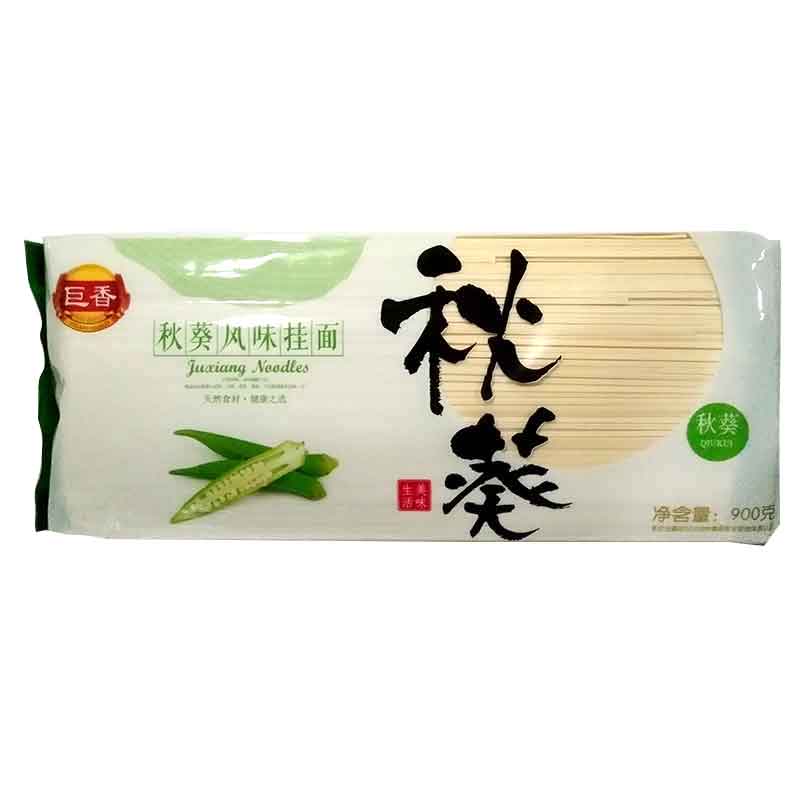 巨香
秋葵风味挂面
Juxiang Noodles
天然食材·健康之选
秋葵
美味
生活
秋葵
QIUKUI
净含量：900克